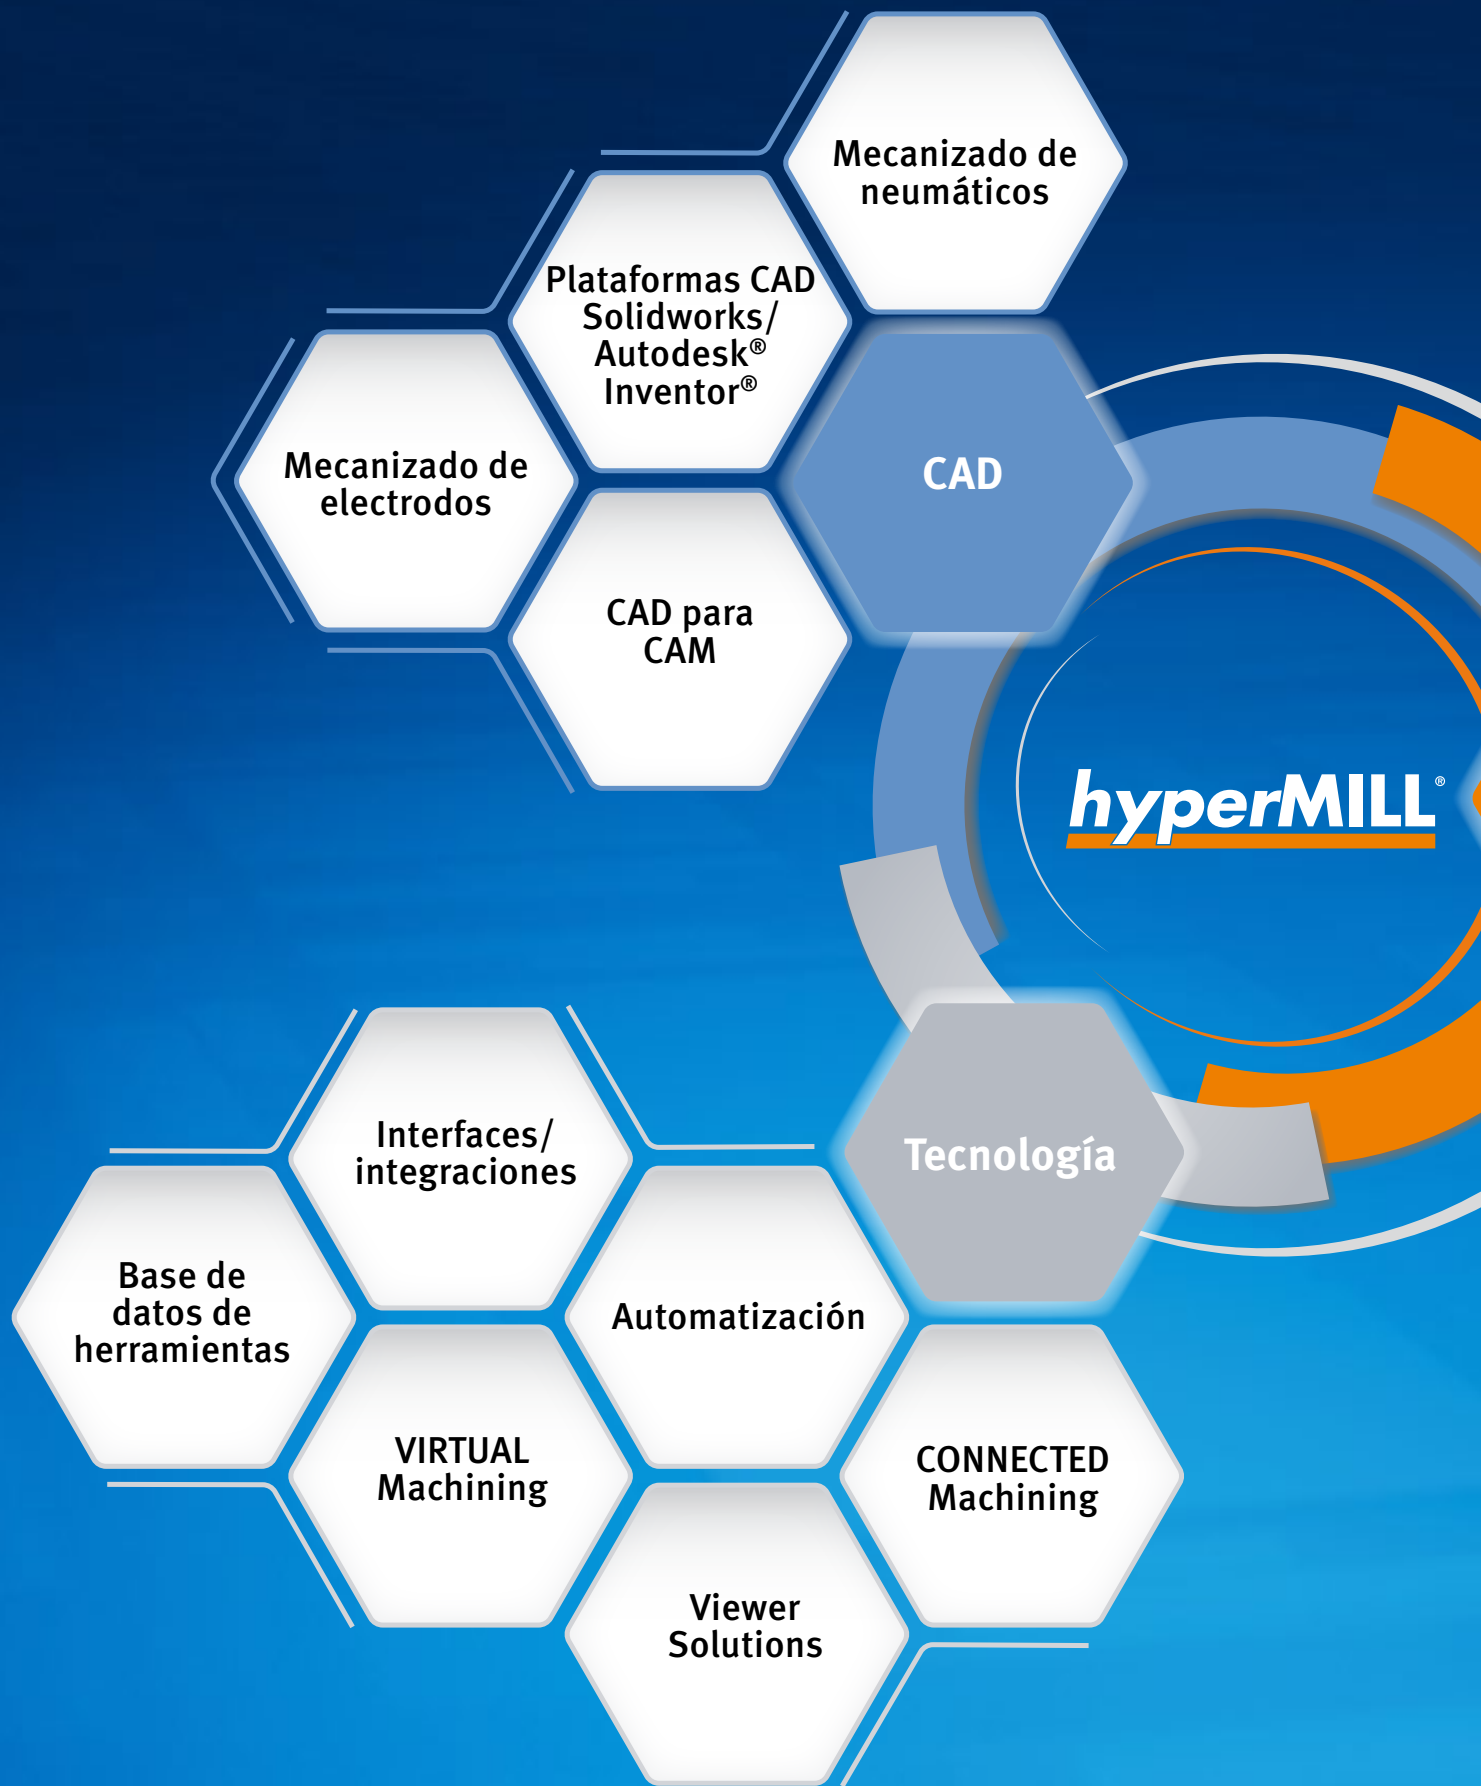 Mecanizado de
neumáticos
Plataformas CAD
Solidworks/
Autodesk®
Inventor®
Mecanizado de
electrodos
CAD
CAD para
CAM
hyperMILL®
Interfaces/
integraciones
Tecnología
Base de
datos de
herramientas
Automatización
VIRTUAL
Machining
CONNECTED
Machining
Viewer
Solutions